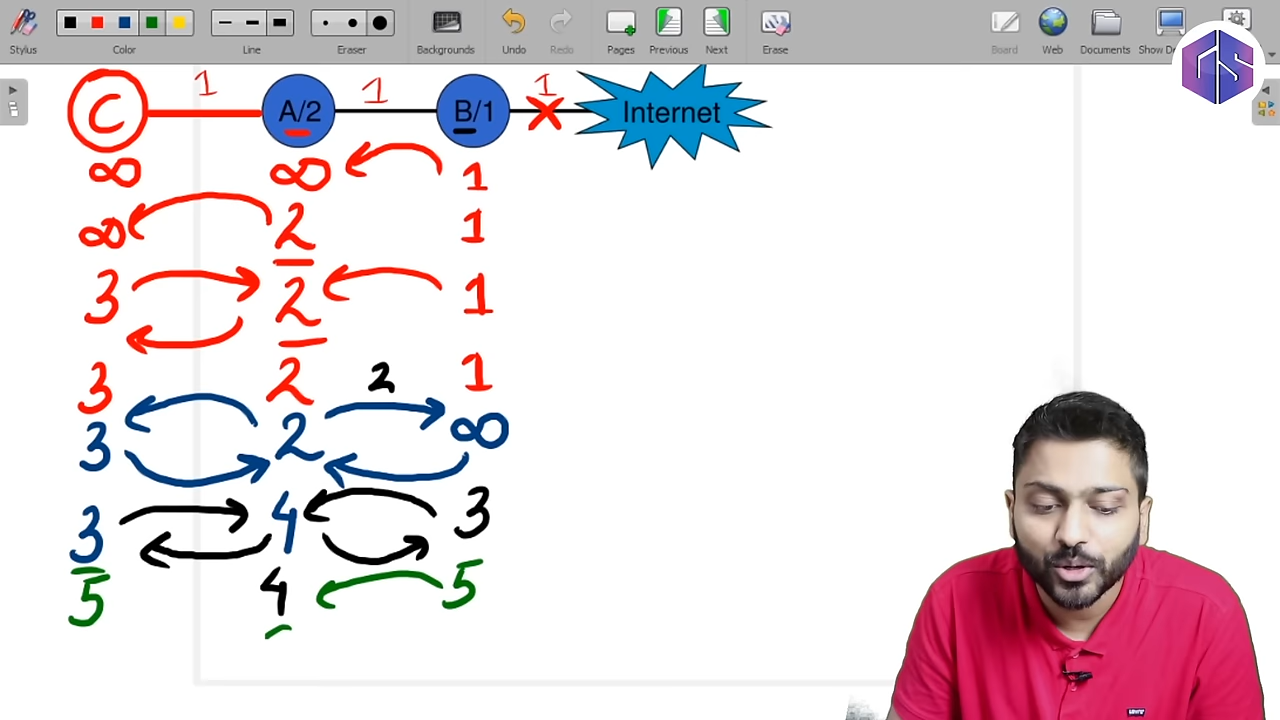 Stylus Color Line Eraser Backgrounds Undo Redo Pages Previous Next Erase Board Web Documents
1 1 1
C A/2 B/1 Internet
∞ ∞ 1
∞ 2 1
3 2 1
3 2 2 1
3 2 ∞
3 4 3
5 4 5